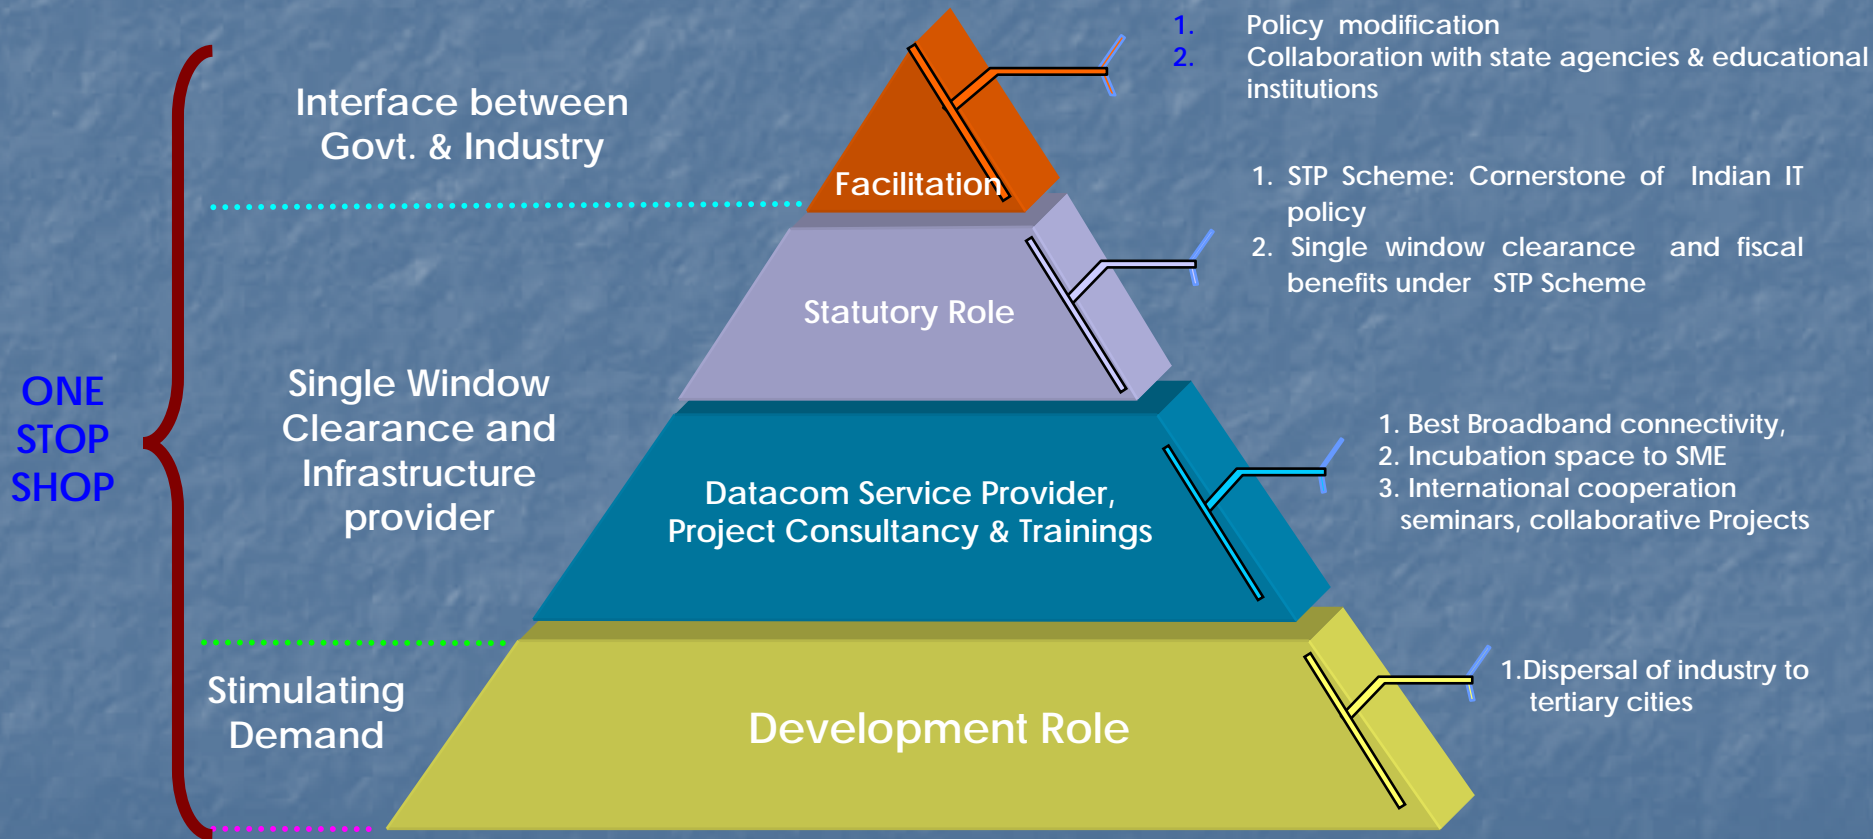 ONE
STOP
SHOP
Interface between
Govt. & Industry
Single Window
Clearance and
Infrastructure
provider
Stimulating
Demand
Facilitation
Statutory Role
Datacom Service Provider,
Project Consultancy & Trainings
Development Role
1. Policy modification
2. Collaboration with state agencies & educational
institutions
1. STP Scheme: Cornerstone of Indian IT
policy
2. Single window clearance and fiscal
benefits under STP Scheme
1. Best Broadband connectivity,
2. Incubation space to SME
3. International cooperation
seminars, collaborative Projects
1.Dispersal of industry to
tertiary cities